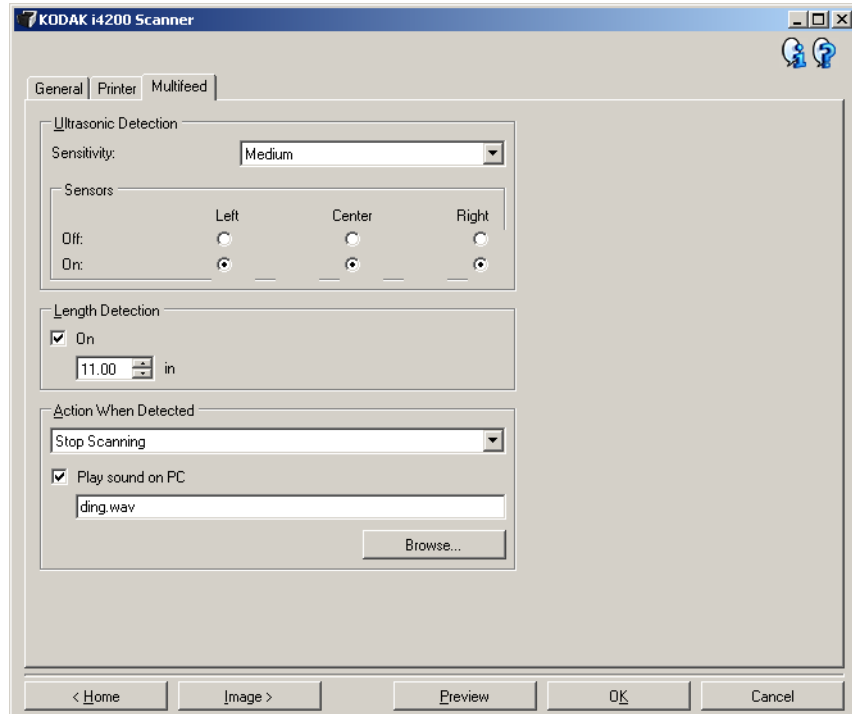 KODAK i4200 Scanner
General Printer Multifeed
Ultrasonic Detection
Sensitivity: Medium
Sensors
Left Center Right
Off:
On:
Length Detection
On
11.00 in
Action When Detected
Stop Scanning
Play sound on PC
ding.wav
Browse...
< Home Image > Preview OK Cancel